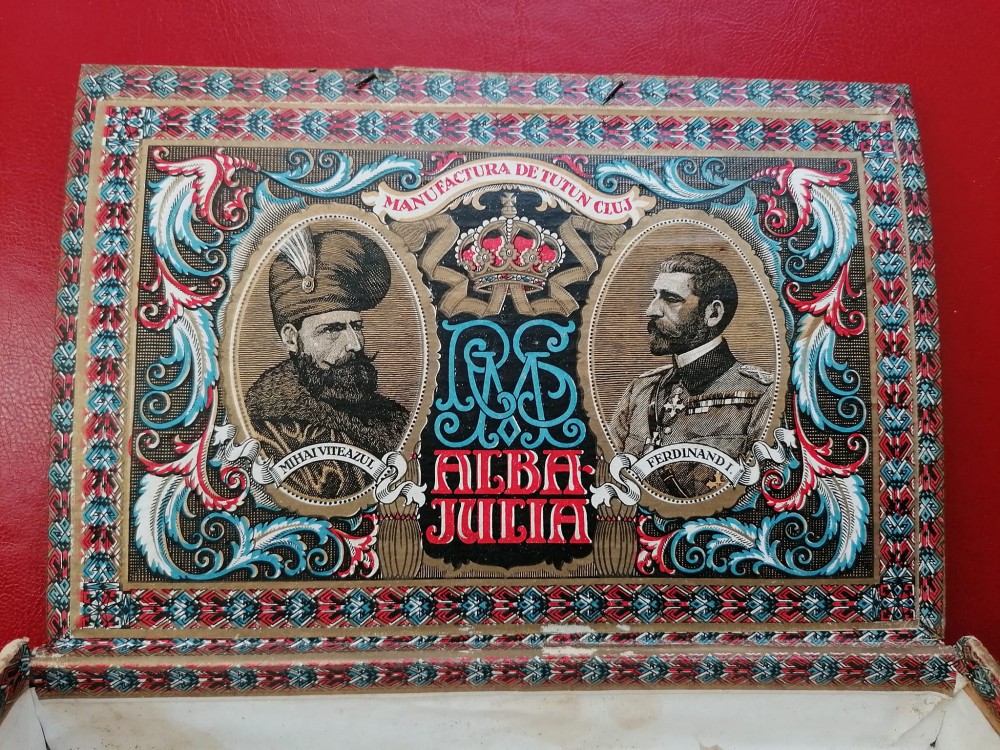 MANUFACTURA DE TUTUN CLUJ
MIHAI VITEAZUL
FERDINAND I.
ALBA-
JULIA